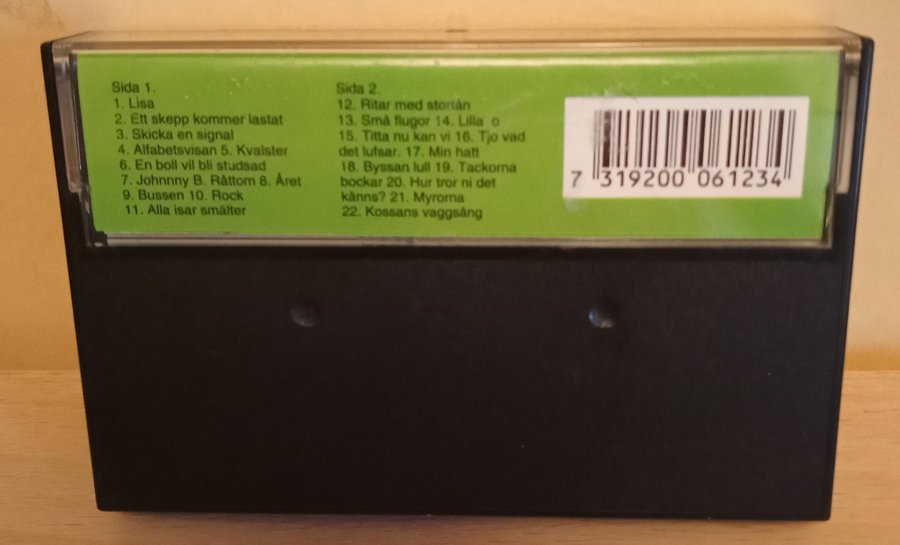 Sida 1.
1. Lisa
2. Ett skepp kommer lastat
3. Skicka en signal
4. Alfabetsvisan 5. Kvalster
6. En boll vil bli studsad
7. Johnnny B. Råttom 8. Året
9. Bussen 10. Rock
11. Alla isar smälter
Sida 2.
12. Ritar med stortån
13. Små flugor 14. Lilla o
15. Titta nu kan vi 16. Tjo vad
det lufsar. 17. Min hatt
18. Byssan lull 19. Tackorna
bockar 20. Hur tror ni det
känns? 21. Myrorna
22. Kossans vaggsång
7 319200 061234